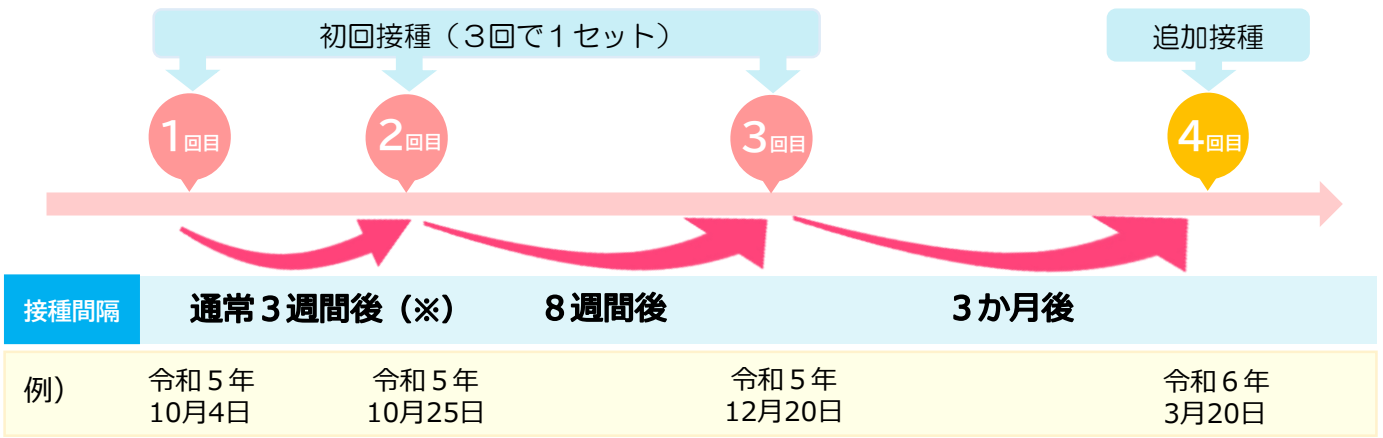 初回接種（３回で１セット）
追加接種
1回目
2回目
3回目
4回目
接種間隔
通常３週間後（※）
８週間後
３か月後
例）
令和５年
10月4日
令和５年
10月25日
令和５年
12月20日
令和６年
3月20日